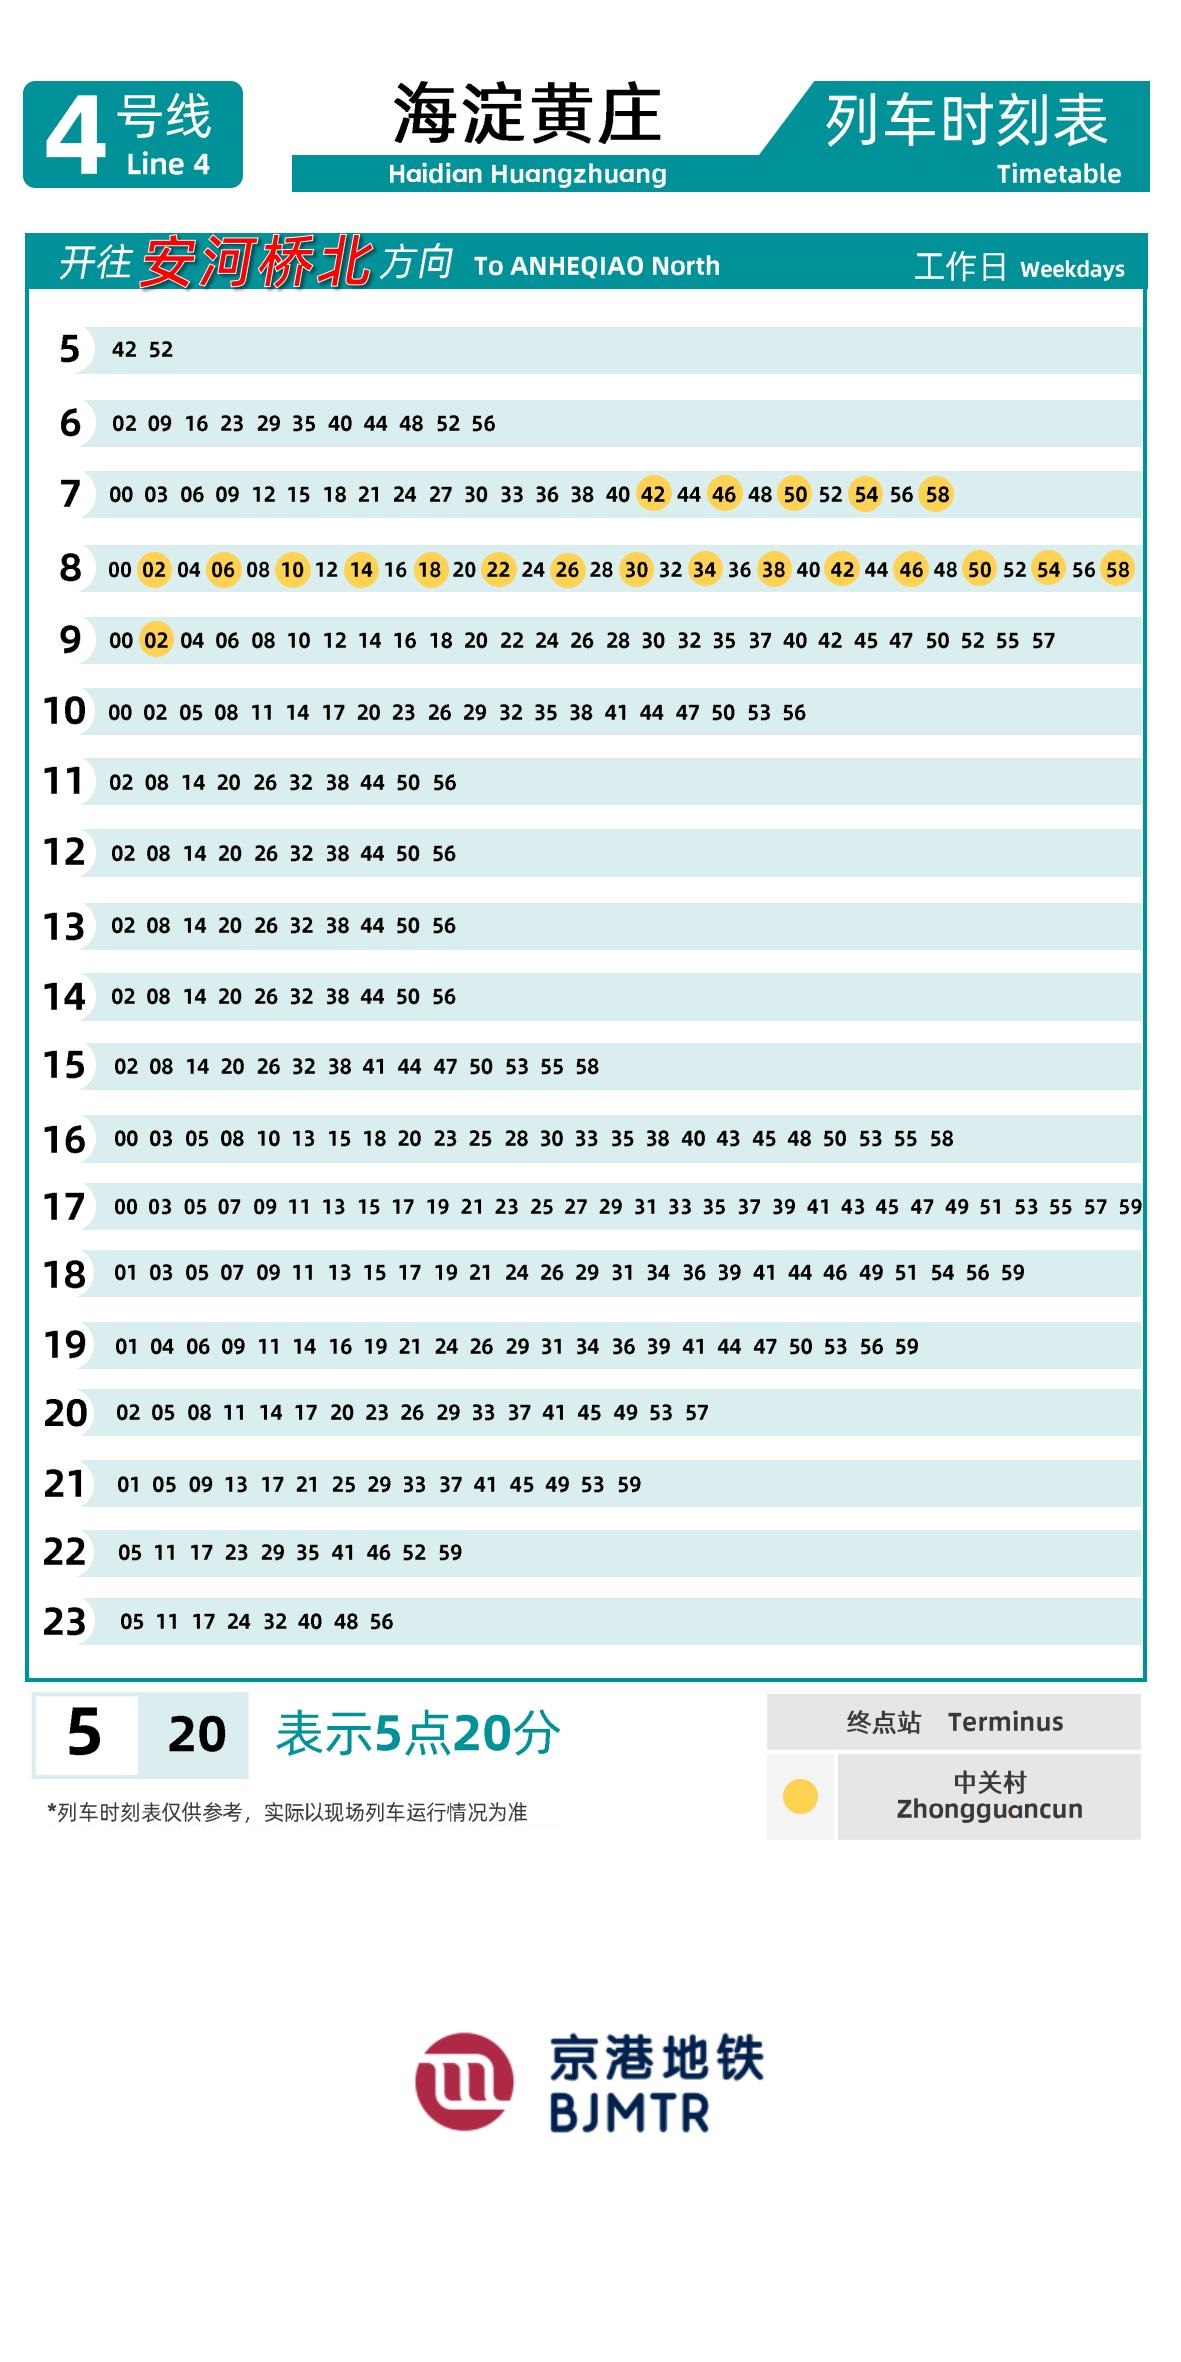 4 号线
Line 4
海淀黄庄
Haidian Huangzhuang
列车时刻表
Timetable
开往 安河桥北 方向 To ANHEQIAO North 工作日 Weekdays
5 42 52
6 02 09 16 23 29 35 40 44 48 52 56
7 00 03 06 09 12 15 18 21 24 27 30 33 36 38 40 42 44 46 48 50 52 54 56 58
8 00 02 04 06 08 10 12 14 16 18 20 22 24 26 28 30 32 34 36 38 40 42 44 46 48 50 52 54 56 58
9 00 02 04 06 08 10 12 14 16 18 20 22 24 26 28 30 32 35 37 40 42 45 47 50 52 55 57
10 00 02 05 08 11 14 17 20 23 26 29 32 35 38 41 44 47 50 53 56
11 02 08 14 20 26 32 38 44 50 56
12 02 08 14 20 26 32 38 44 50 56
13 02 08 14 20 26 32 38 44 50 56
14 02 08 14 20 26 32 38 44 50 56
15 02 08 14 20 26 32 38 41 44 47 50 53 55 58
16 00 03 05 08 10 13 15 18 20 23 25 28 30 33 35 38 40 43 45 48 50 53 55 58
17 00 03 05 07 09 11 13 15 17 19 21 23 25 27 29 31 33 35 37 39 41 43 45 47 49 51 53 55 57 59
18 01 03 05 07 09 11 13 15 17 19 21 24 26 29 31 34 36 39 41 44 46 49 51 54 56 59
19 01 04 06 09 11 14 16 19 21 24 26 29 31 34 36 39 41 44 47 50 53 56 59
20 02 05 08 11 14 17 20 23 26 29 33 37 41 45 49 53 57
21 01 05 09 13 17 21 25 29 33 37 41 45 49 53 59
22 05 11 17 23 29 35 41 46 52 59
23 05 11 17 24 32 40 48 56
5 20 表示5点20分
*列车时刻表仅供参考，实际以现场列车运行情况为准
终点站 Terminus
中关村
Zhongguancun
京港地铁
BJMTR